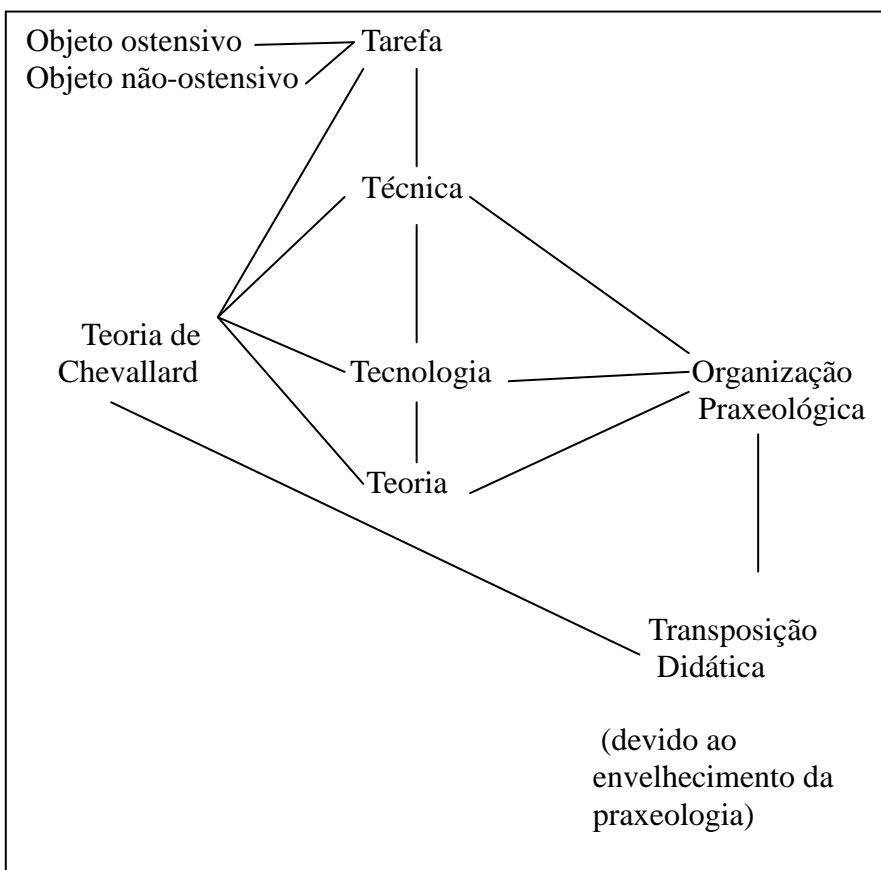 Objeto ostensivo
Tarefa
Objeto não-ostensivo
Técnica
Teoria de
Chevallard
Tecnologia
Organização
Praxeológica
Teoria
Transposição
Didática
(devido ao
envelhecimento da
praxeologia)